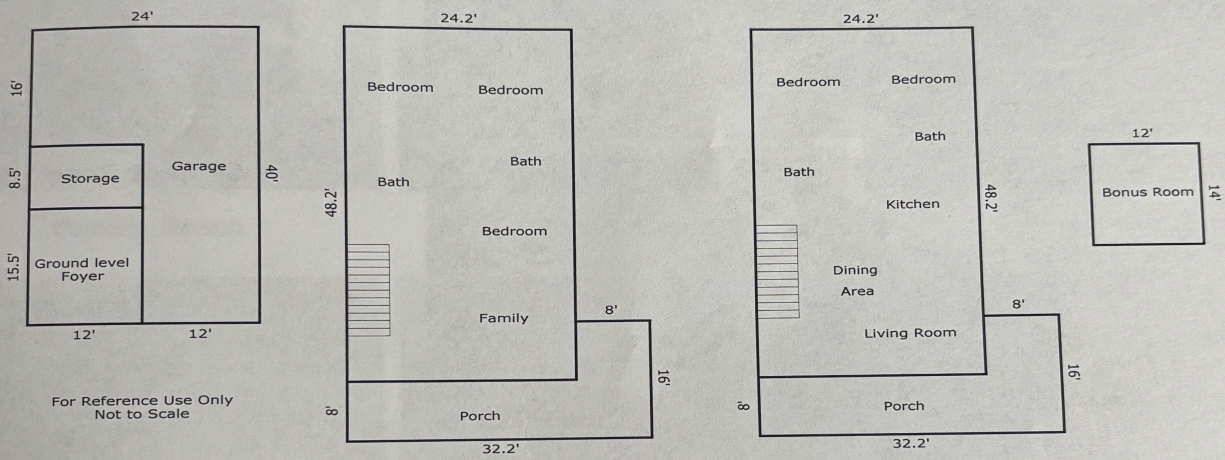 24'
16'
Garage
40'
8.5'
Storage
15.5'
Ground level
Foyer
12'
12'
For Reference Use Only
Not to Scale
24.2'
Bedroom
Bedroom
Bath
Bath
48.2'
Bedroom
Family
8'
16'
8'
Porch
32.2'
24.2'
Bedroom
Bedroom
Bath
Bath
48.2'
Kitchen
Dining
Area
Living Room
8'
16'
8'
Porch
32.2'
12'
Bonus Room
14'